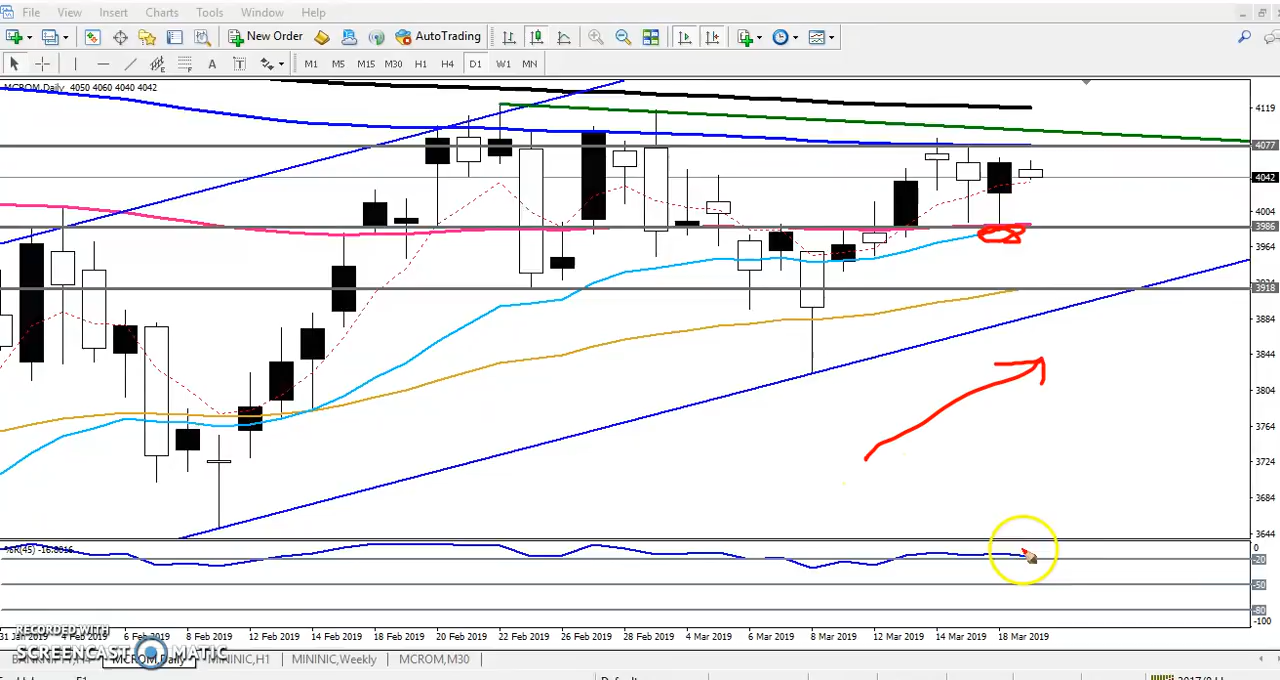 File View Insert Charts Tools Window Help
New Order AutoTrading
A T M1 M5 M15 M30 H1 H4 D1 W1 MN
MCROM,Daily 4050 4060 4040 4042
4119
4077
4042
4004
3986
3964
3918
3884
3844
3804
3764
3724
3684
3644
%R(45) -16.8016
0
-20
-50
-80
-100
31 Jan 2019 4 Feb 2019 6 Feb 2019 8 Feb 2019 12 Feb 2019 14 Feb 2019 18 Feb 2019 20 Feb 2019 22 Feb 2019 26 Feb 2019 28 Feb 2019 4 Mar 2019 6 Mar 2019 8 Mar 2019 12 Mar 2019 14 Mar 2019 18 Mar 2019
RECORDED WITH
SCREENCAST MATIC
MCROM,Daily MININIC,H1 MININIC,Weekly MCROM,M30